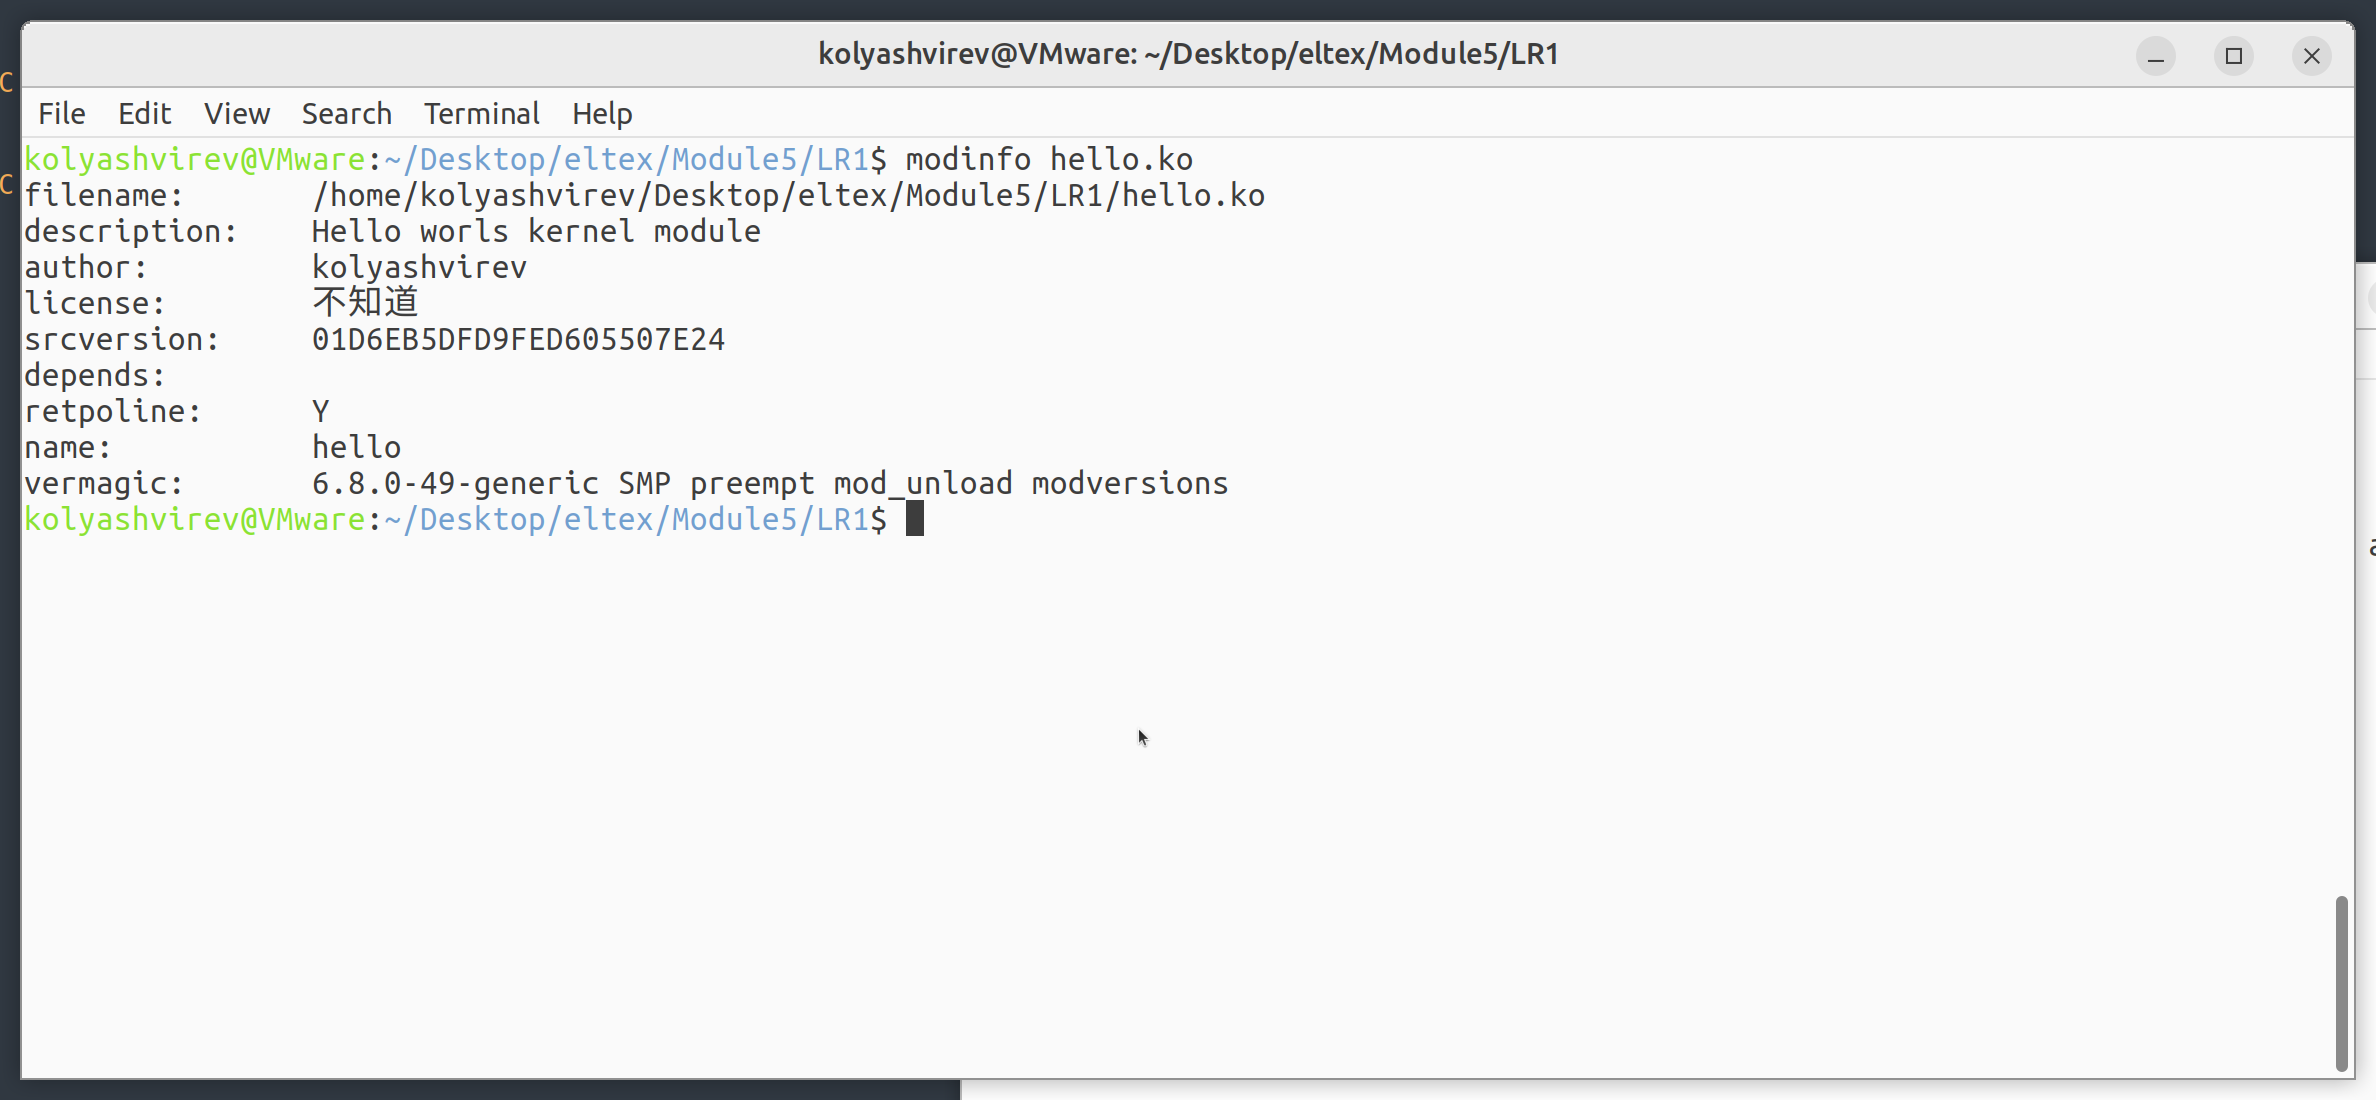 kolyashvirev@VMware: ~/Desktop/eltex/Module5/LR1
File Edit View Search Terminal Help
kolyashvirev@VMware:~/Desktop/eltex/Module5/LR1$ modinfo hello.ko
filename: /home/kolyashvirev/Desktop/eltex/Module5/LR1/hello.ko
description: Hello worls kernel module
author: kolyashvirev
license: 不知道
srcversion: 01D6EB5DFD9FED605507E24
depends:
retpoline: Y
name: hello
vermagic: 6.8.0-49-generic SMP preempt mod_unload modversions
kolyashvirev@VMware:~/Desktop/eltex/Module5/LR1$